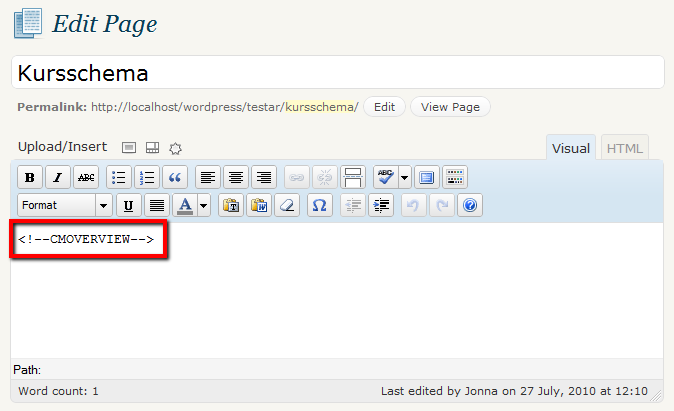 Edit Page
Kursschema
Permalink: http://localhost/wordpress/testar/kursschema/ Edit View Page
Upload/Insert Visual HTML
B I ABC ABC
Format U A
<!--CMOVERVIEW-->
Path:
Word count: 1 Last edited by Jonna on 27 July, 2010 at 12:10